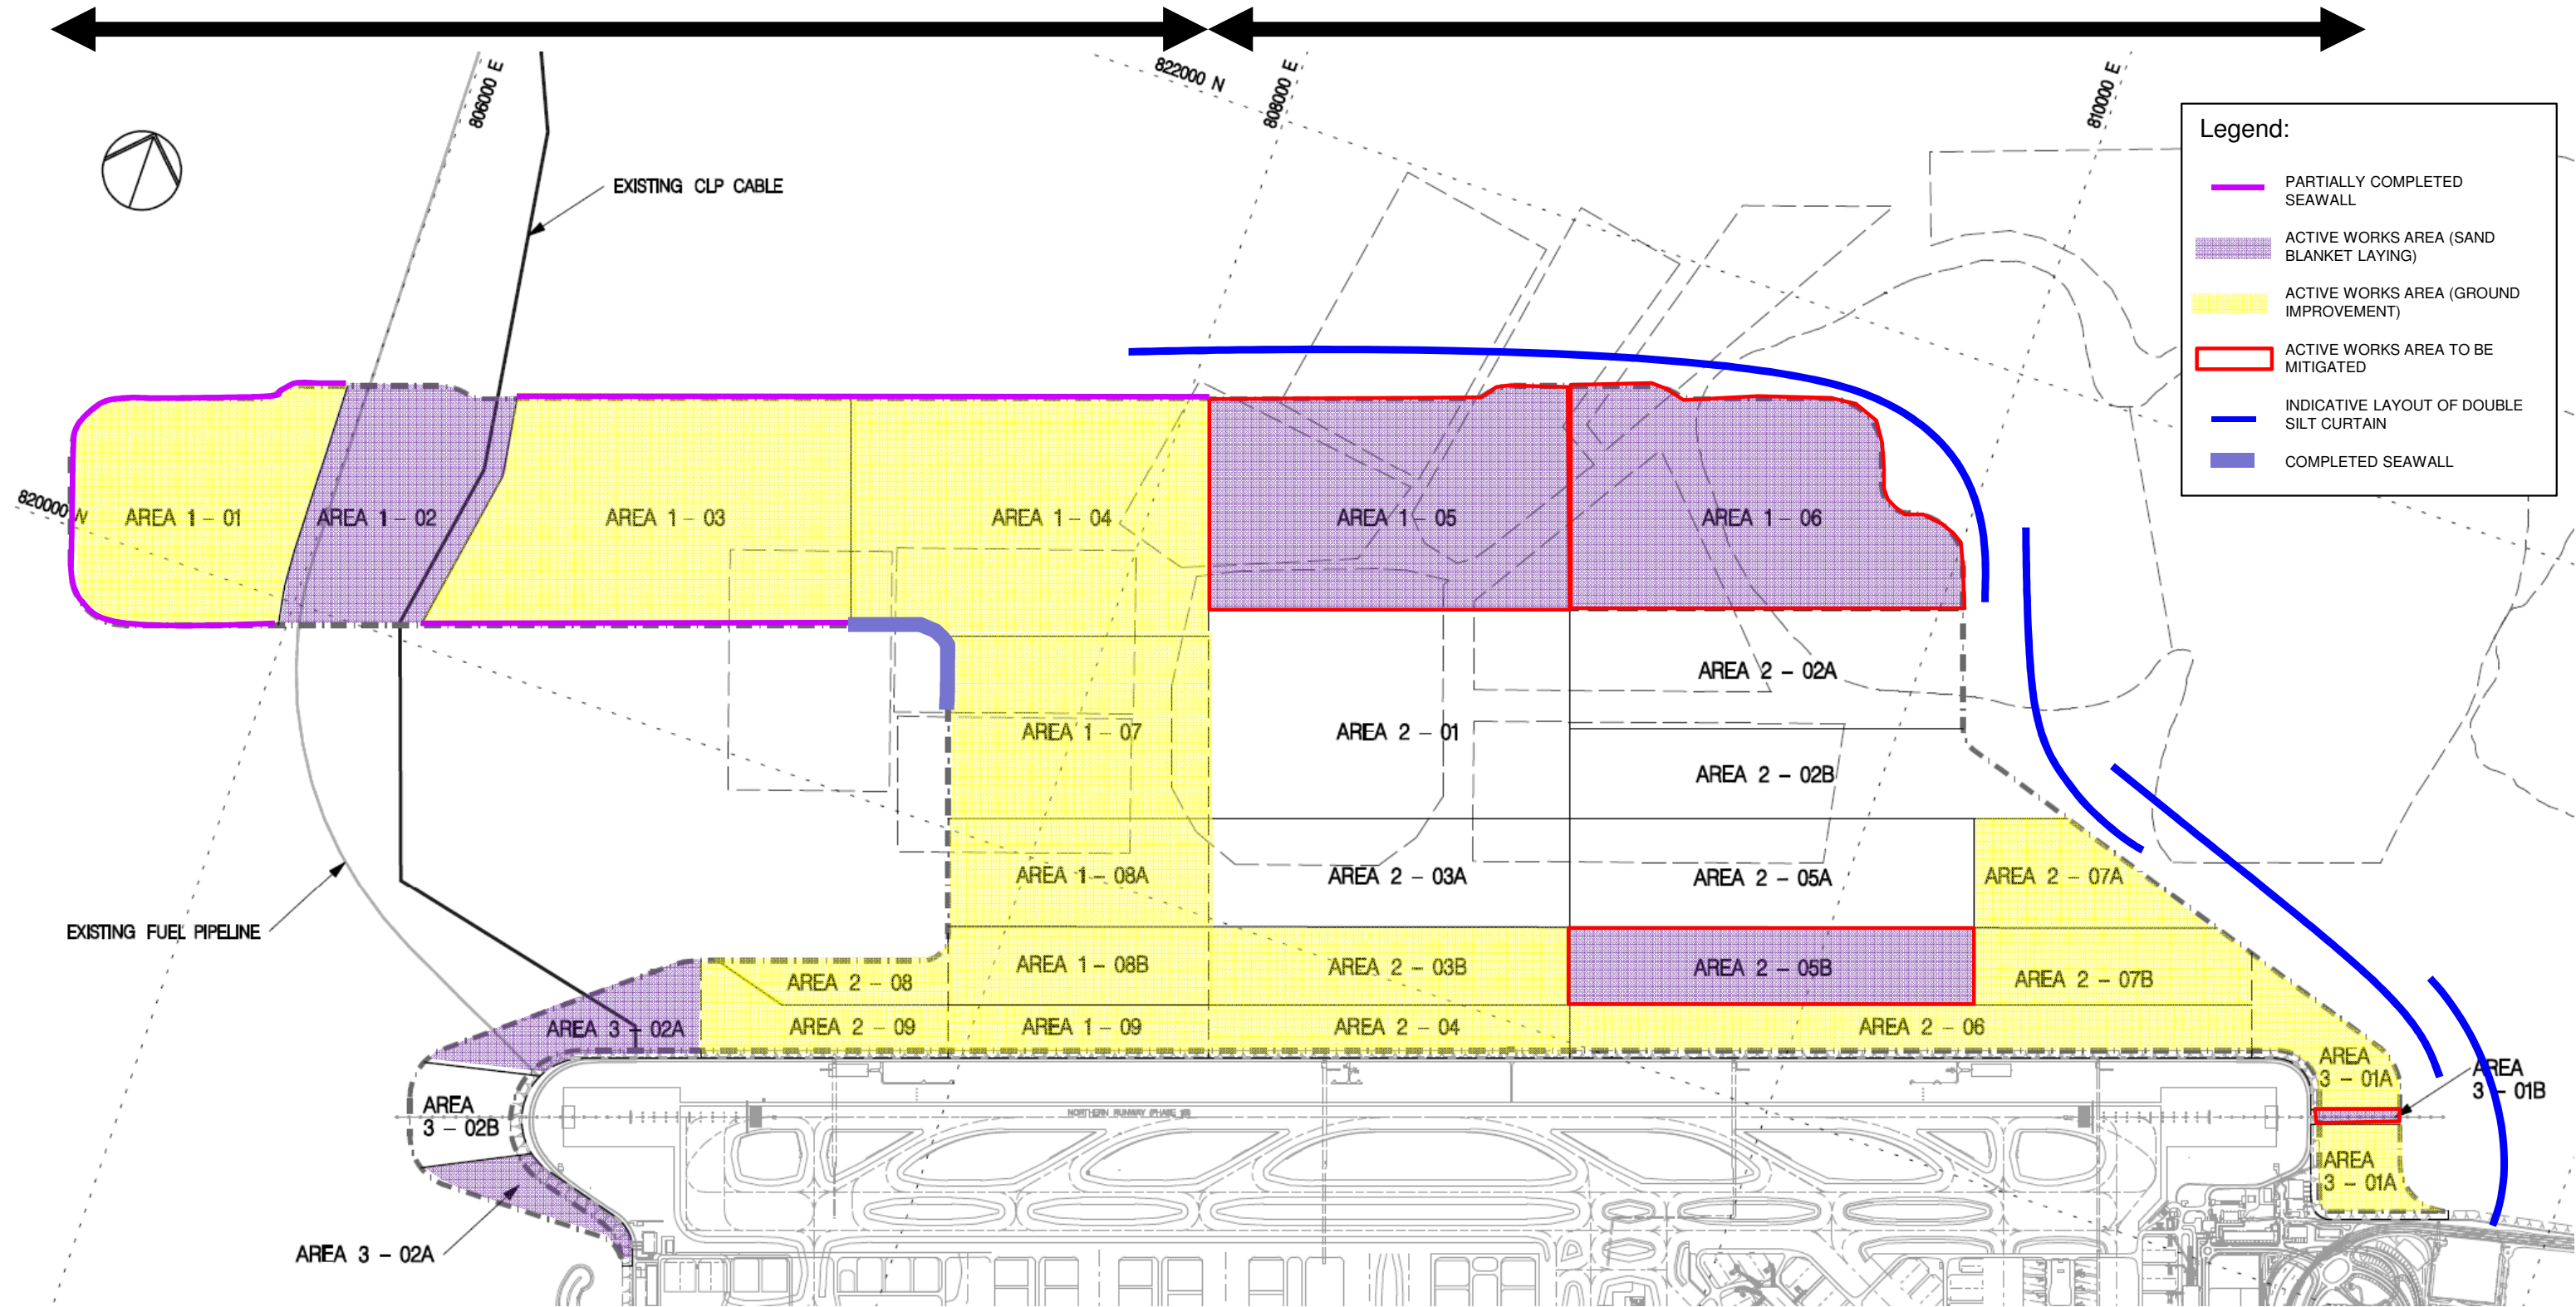 806000 E
822000 N
808000 E
810000 E
EXISTING CLP CABLE
Legend:
PARTIALLY COMPLETED
SEAWALL
ACTIVE WORKS AREA (SAND
BLANKET LAYING)
ACTIVE WORKS AREA (GROUND
IMPROVEMENT)
ACTIVE WORKS AREA TO BE
MITIGATED
INDICATIVE LAYOUT OF DOUBLE
SILT CURTAIN
COMPLETED SEAWALL
820000 N
AREA 1 - 01
AREA 1 - 02
AREA 1 - 03
AREA 1 - 04
AREA 1 - 05
AREA 1 - 06
AREA 2 - 02A
AREA 1 - 07
AREA 2 - 01
AREA 2 - 02B
AREA 1 - 08A
AREA 2 - 03A
AREA 2 - 05A
AREA 2 - 07A
EXISTING FUEL PIPELINE
AREA 2 - 08
AREA 1 - 08B
AREA 2 - 03B
AREA 2 - 05B
AREA 2 - 07B
AREA 3 - 02A
AREA 2 - 09
AREA 1 - 09
AREA 2 - 04
AREA 2 - 06
AREA
3 - 01A
AREA
3 - 01B
AREA
3 - 02B
NORTHERN RUNWAY (PHASE 1B)
AREA
3 - 01A
AREA 3 - 02A